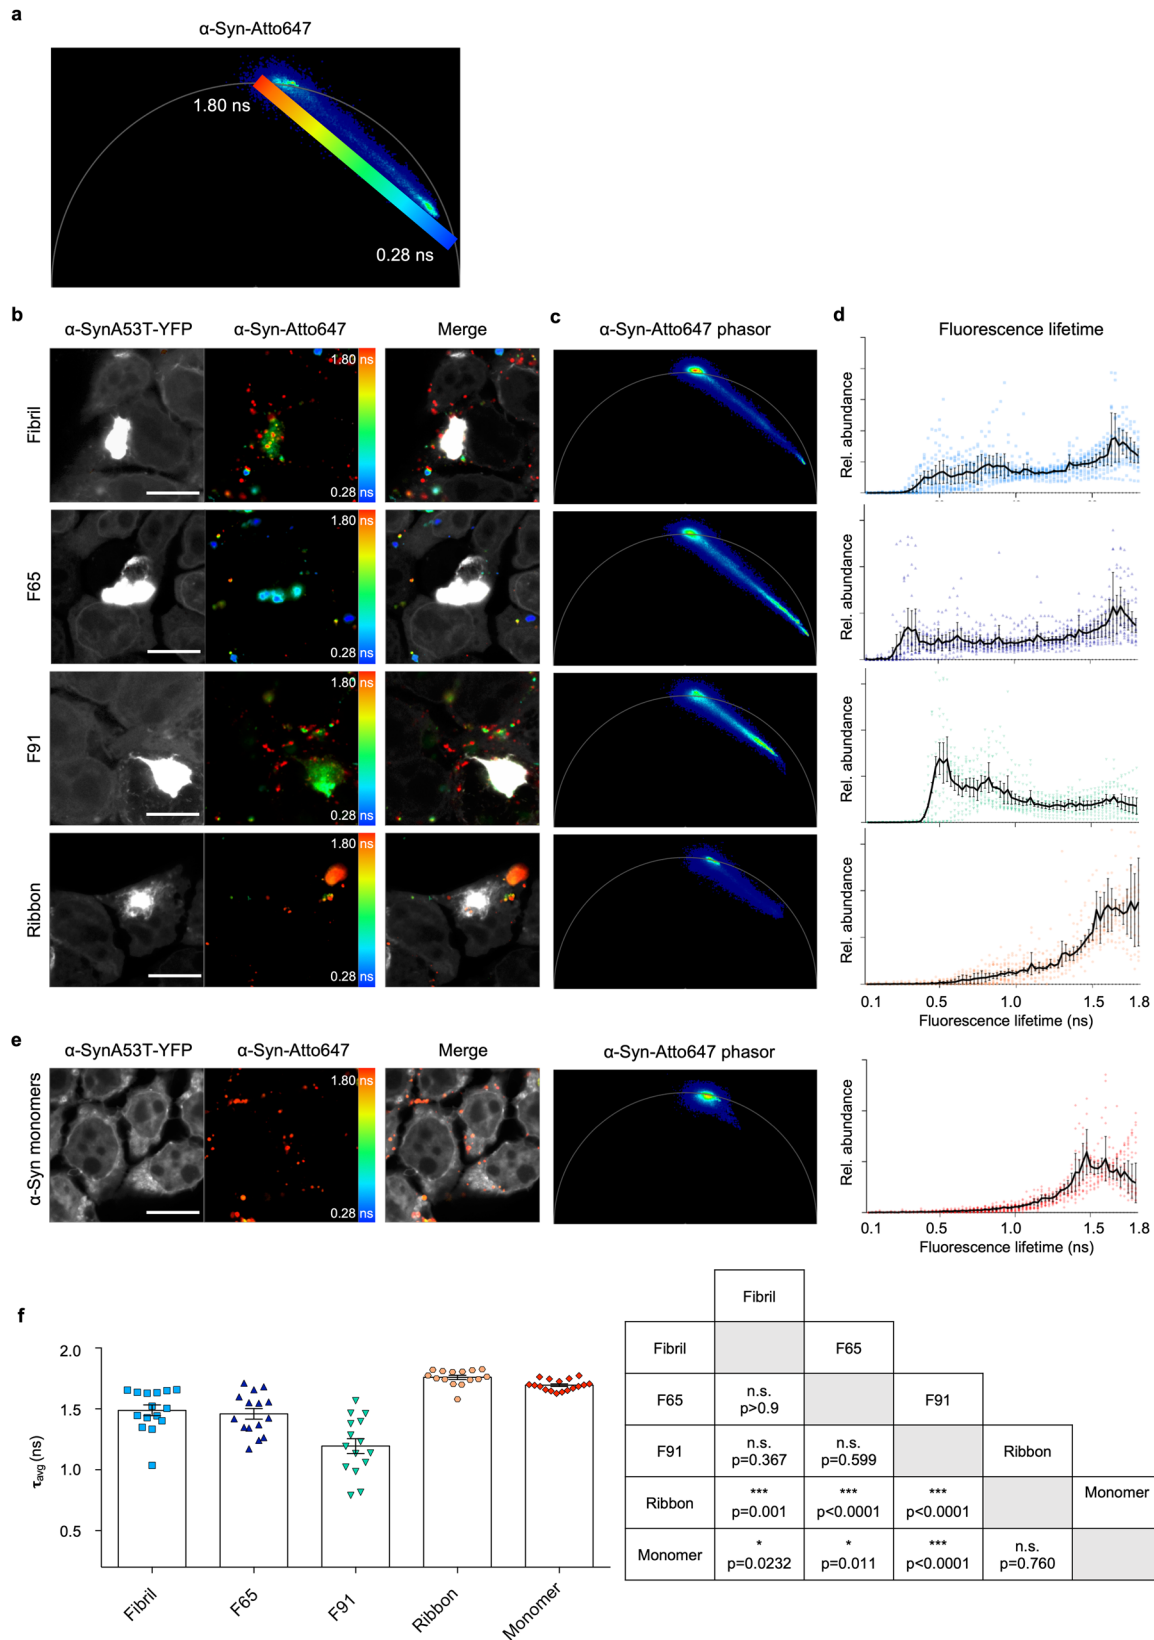 a
α-Syn-Atto647
1.80 ns
0.28 ns
b
α-SynA53T-YFP
α-Syn-Atto647
Merge
c
α-Syn-Atto647 phasor
d
Fluorescence lifetime
Fibril
1.80 ns
0.28 ns
Rel. abundance
F65
1.80 ns
0.28 ns
Rel. abundance
F91
1.80 ns
0.28 ns
Rel. abundance
Ribbon
1.80 ns
0.28 ns
Rel. abundance
0.1 0.5 1.0 1.5 1.8
Fluorescence lifetime (ns)
e
α-SynA53T-YFP
α-Syn-Atto647
Merge
α-Syn-Atto647 phasor
α-Syn monomers
1.80 ns
0.28 ns
Rel. abundance
0.1 0.5 1.0 1.5 1.8
Fluorescence lifetime (ns)
f
2.0
1.5
1.0
0.5
τavg (ns)
Fibril F65 F91 Ribbon Monomer
Fibril
Fibril F65
F65 n.s. F91
p>0.9
F91 n.s. n.s. Ribbon
p=0.367 p=0.599
Ribbon *** *** *** Monomer
p=0.001 p<0.0001 p<0.0001
Monomer * * *** n.s.
p=0.0232 p=0.011 p<0.0001 p=0.760